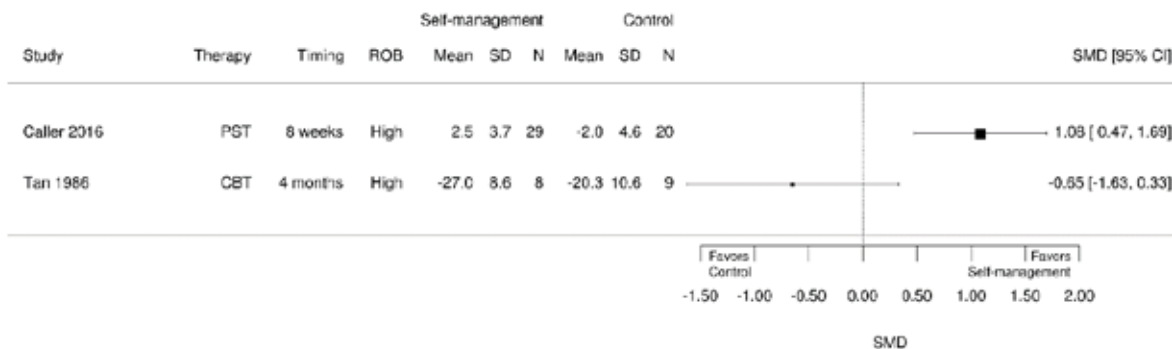 Self-management Control
Study Therapy Timing ROB Mean SD N Mean SD N SMD [95% CI]
Caller 2016 PST 8 weeks High 2.5 3.7 29 -2.0 4.6 20 1.08 [ 0.47, 1.69]
Tan 1986 CBT 4 months High -27.0 8.6 8 -20.3 10.6 9 -0.65 [-1.63, 0.33]
Favors Favors
Control Self-management
-1.50 -1.00 -0.50 0.00 0.50 1.00 1.50 2.00
SMD